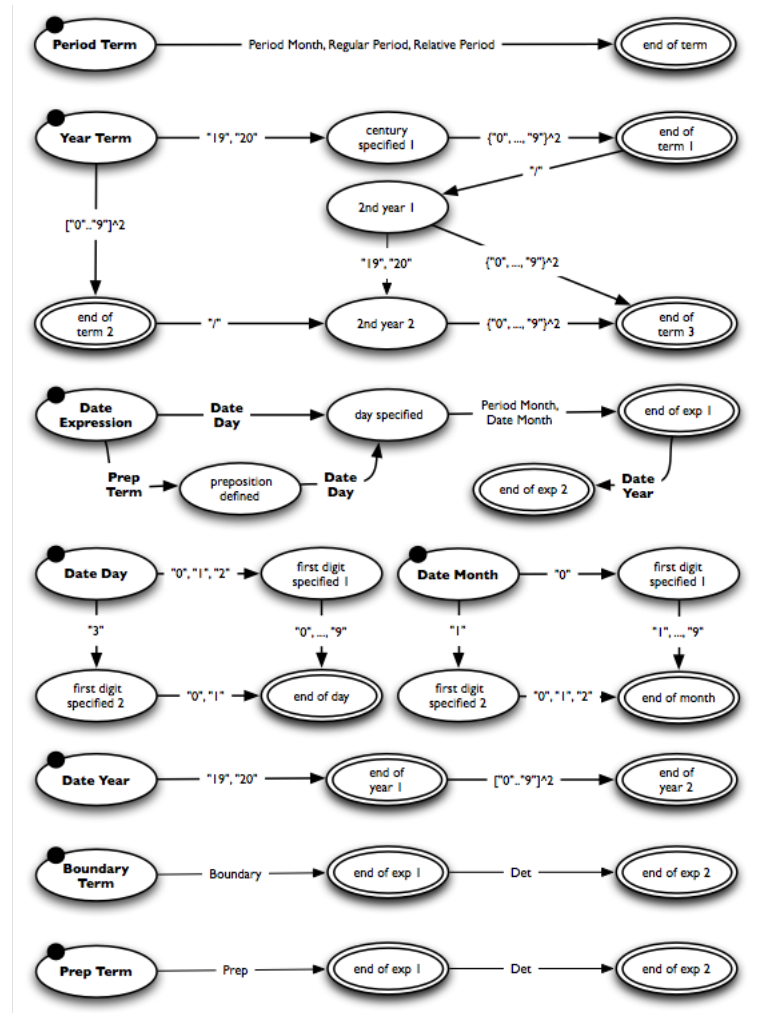 Period Term
Period Month, Regular Period, Relative Period
end of term
Year Term
"19", "20"
century
specified 1
{"0", ..., "9"}^2
end of
term 1
"/"
2nd year 1
["0".."9"]^2
"19", "20"
{"0", ..., "9"}^2
end of
term 2
"/"
2nd year 2
{"0", ..., "9"}^2
end of
term 3
Date
Expression
Date
Day
day specified
Period Month,
Date Month
end of exp 1
Prep
Term
preposition
defined
Date
Day
end of exp 2
Date
Year
Date Day
"0", "1", "2"
first digit
specified 1
Date Month
"0"
first digit
specified 1
"3"
"0", ..., "9"
"1"
"1", ..., "9"
first digit
specified 2
"0", "1"
end of day
first digit
specified 2
"0", "1", "2"
end of month
Date Year
"19", "20"
end of
year 1
["0".."9"]^2
end of
year 2
Boundary
Term
Boundary
end of exp 1
Det
end of exp 2
Prep Term
Prep
end of exp 1
Det
end of exp 2